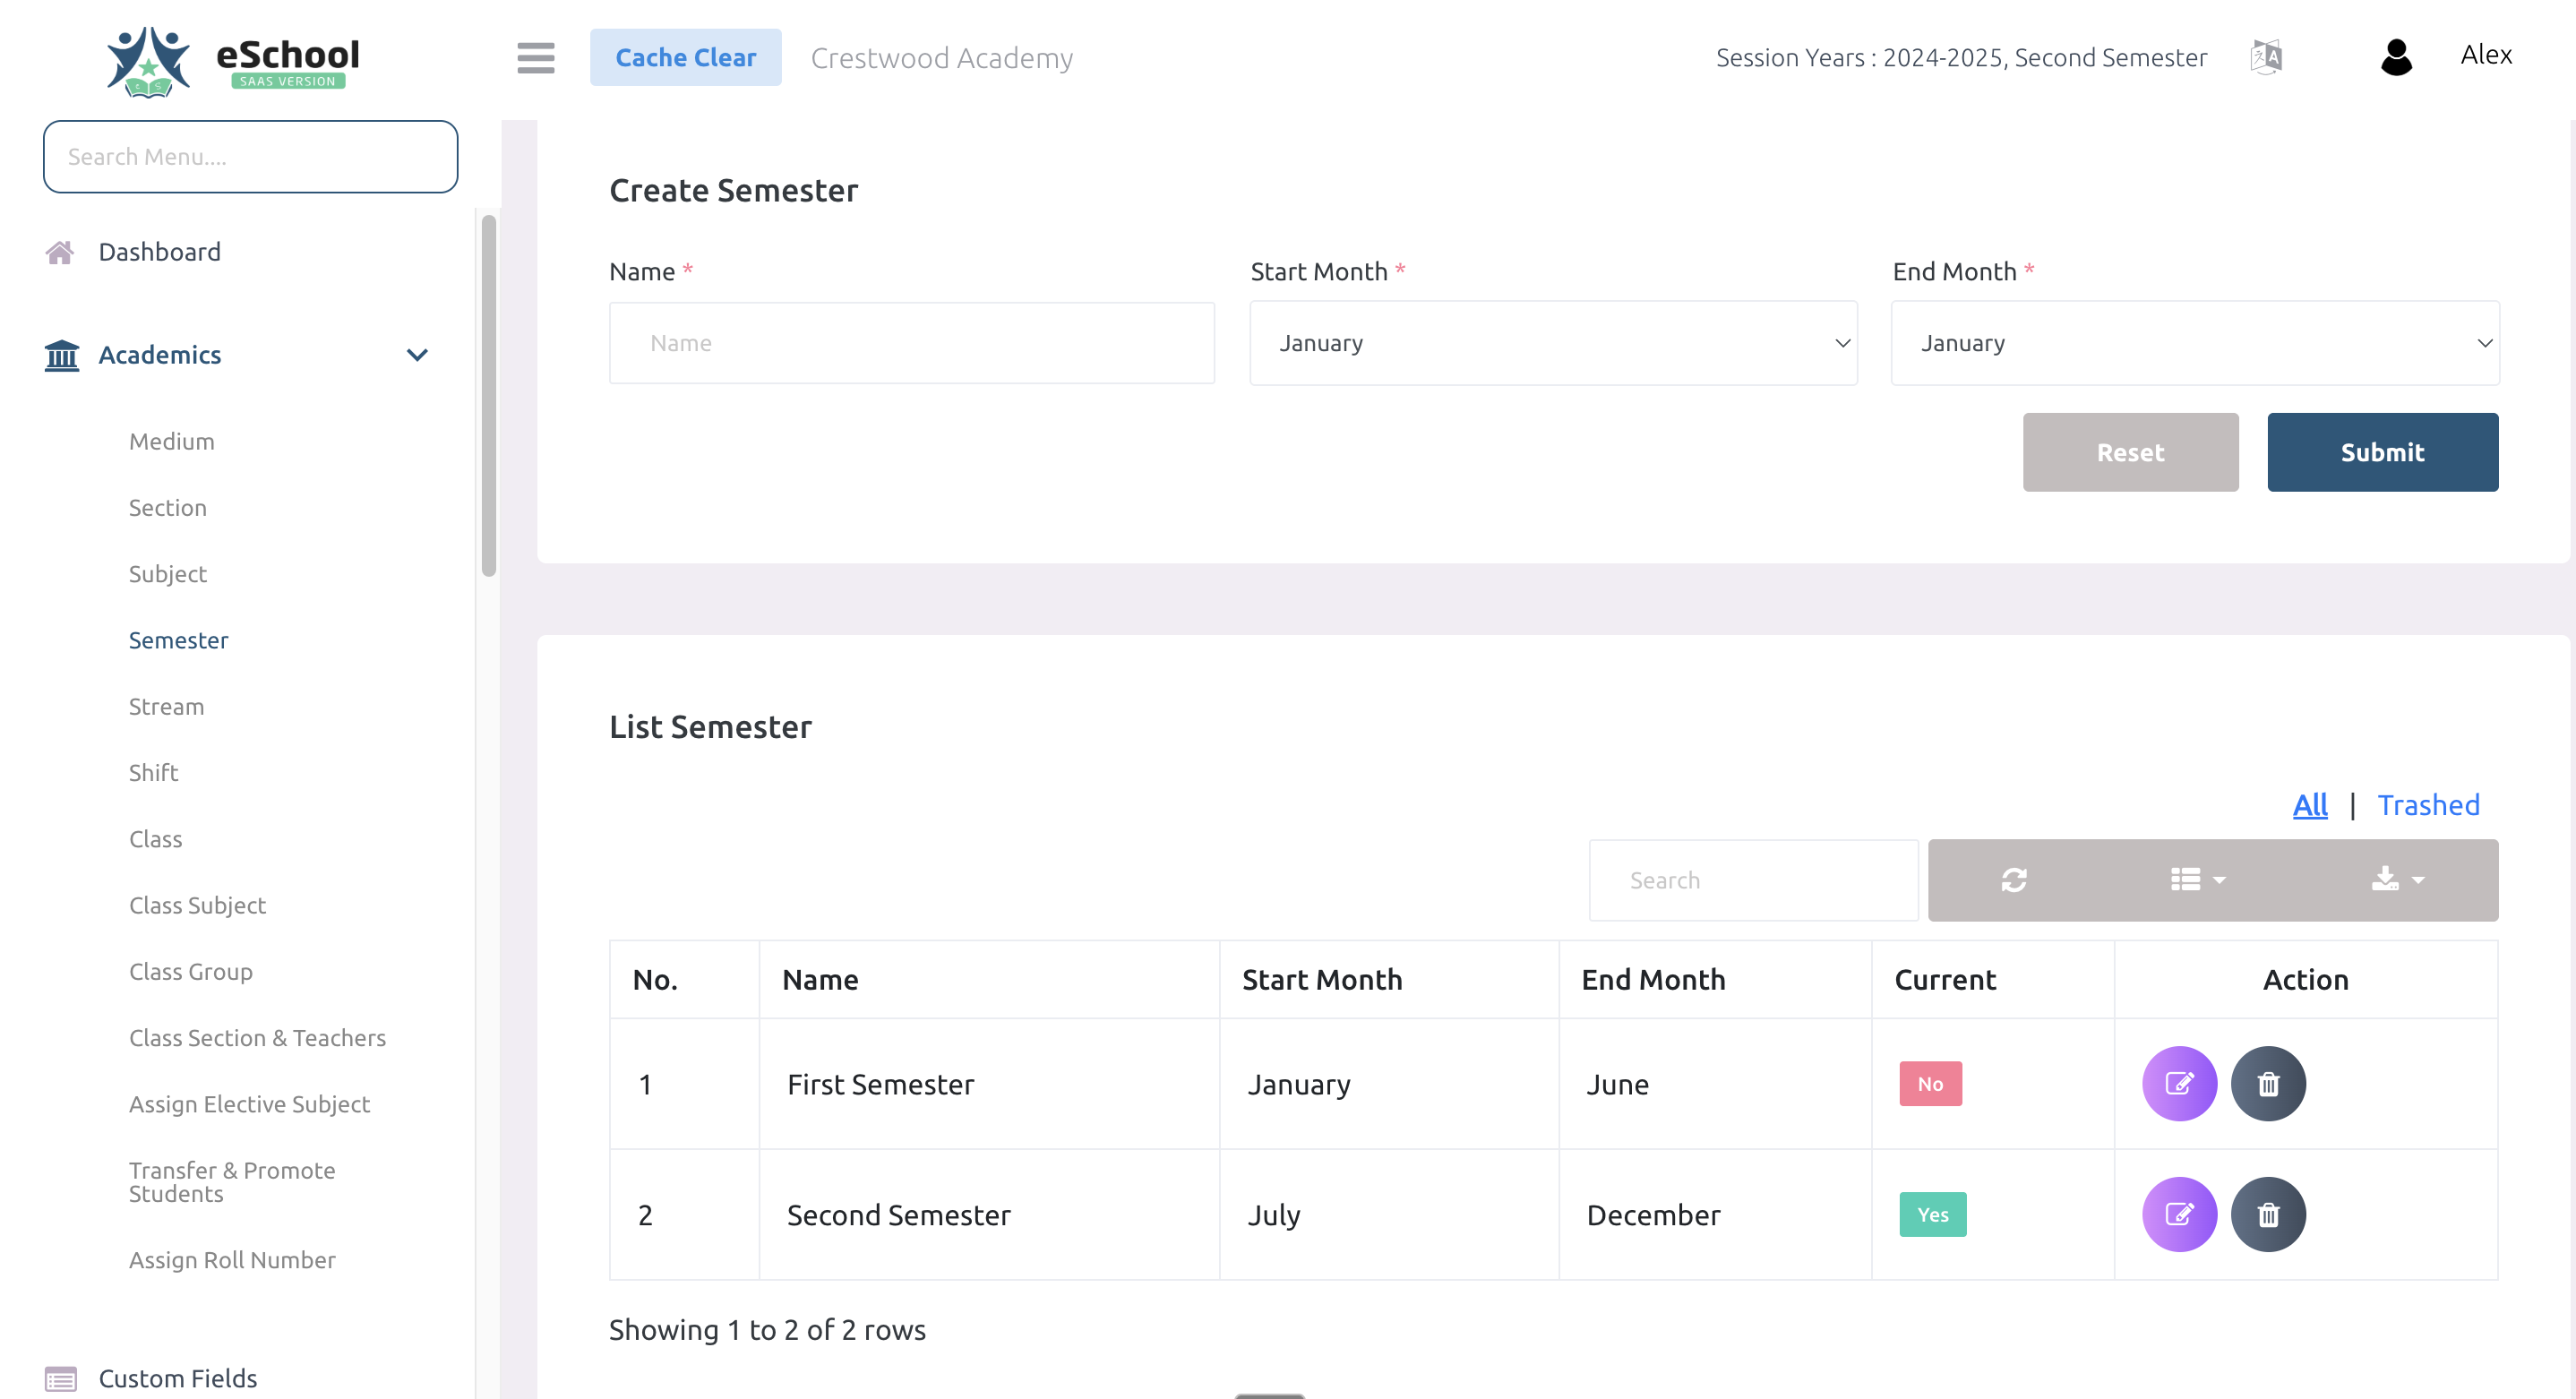 eSchool
SAAS VERSION
Cache Clear
Crestwood Academy
Session Years : 2024-2025, Second Semester
Alex
Search Menu....
Dashboard
Academics
Medium
Section
Subject
Semester
Stream
Shift
Class
Class Subject
Class Group
Class Section & Teachers
Assign Elective Subject
Transfer & Promote
Students
Assign Roll Number
Custom Fields
Create Semester
Name * Start Month * End Month *
Name January January
Reset Submit
List Semester
All | Trashed
Search
No. Name Start Month End Month Current Action
1 First Semester January June No
2 Second Semester July December Yes
Showing 1 to 2 of 2 rows